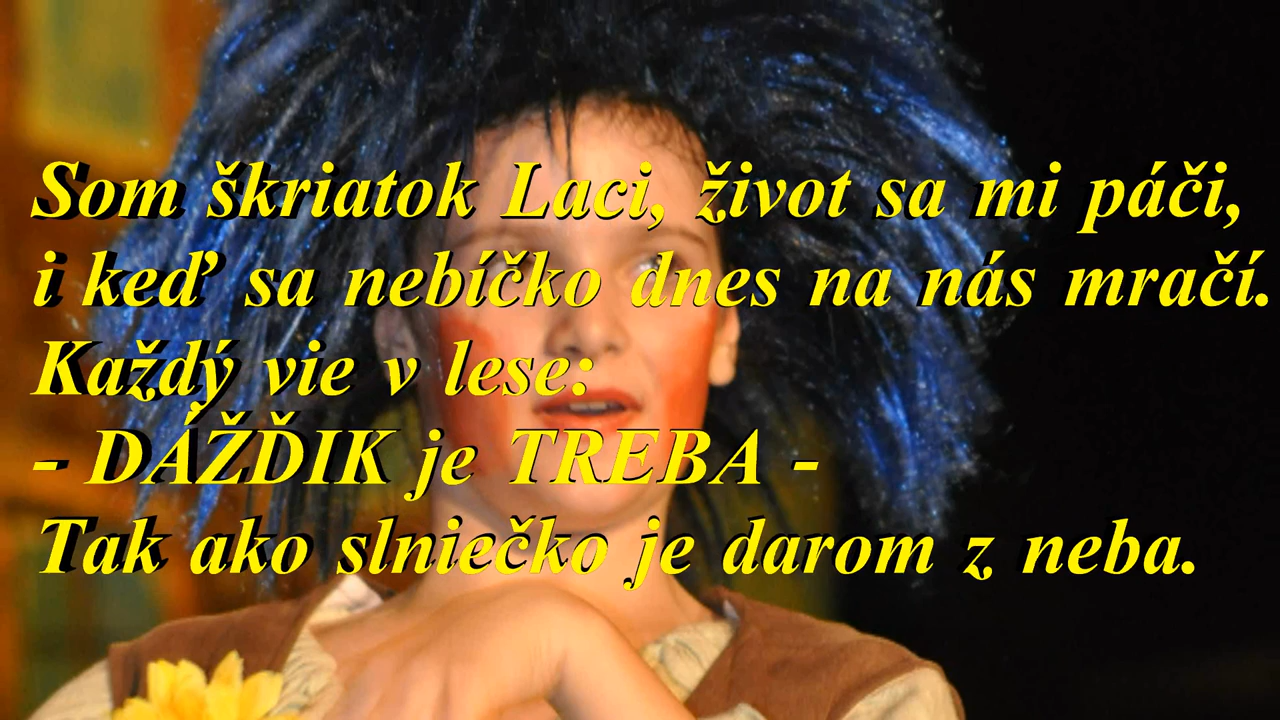 Som škriatok Laci, život sa mi páči,
i keď sa nebíčko dnes na nás mračí.
Každý vie v lese:
- DÁŽĎIK je TREBA -
Tak ako slniečko je darom z neba.